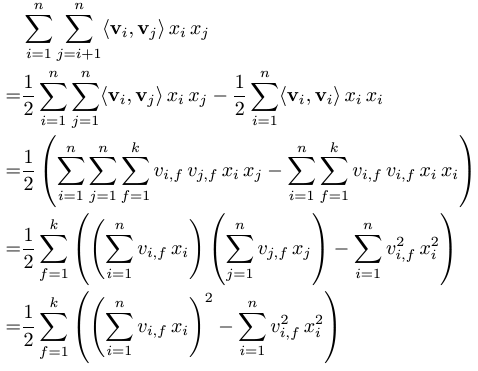 $\sum_{i=1}^{n} \sum_{j=i+1}^{n} \langle \mathbf{v}_i, \mathbf{v}_j \rangle \, x_i \, x_j$
$= \frac{1}{2} \sum_{i=1}^{n} \sum_{j=1}^{n} \langle \mathbf{v}_i, \mathbf{v}_j \rangle \, x_i \, x_j - \frac{1}{2} \sum_{i=1}^{n} \langle \mathbf{v}_i, \mathbf{v}_i \rangle \, x_i \, x_i$
$= \frac{1}{2} \left( \sum_{i=1}^{n} \sum_{j=1}^{n} \sum_{f=1}^{k} v_{i,f} \, v_{j,f} \, x_i \, x_j - \sum_{i=1}^{n} \sum_{f=1}^{k} v_{i,f} \, v_{i,f} \, x_i \, x_i \right)$
$= \frac{1}{2} \sum_{f=1}^{k} \left( \left( \sum_{i=1}^{n} v_{i,f} \, x_i \right) \left( \sum_{j=1}^{n} v_{j,f} \, x_j \right) - \sum_{i=1}^{n} v_{i,f}^2 \, x_i^2 \right)$
$= \frac{1}{2} \sum_{f=1}^{k} \left( \left( \sum_{i=1}^{n} v_{i,f} \, x_i \right)^2 - \sum_{i=1}^{n} v_{i,f}^2 \, x_i^2 \right)$